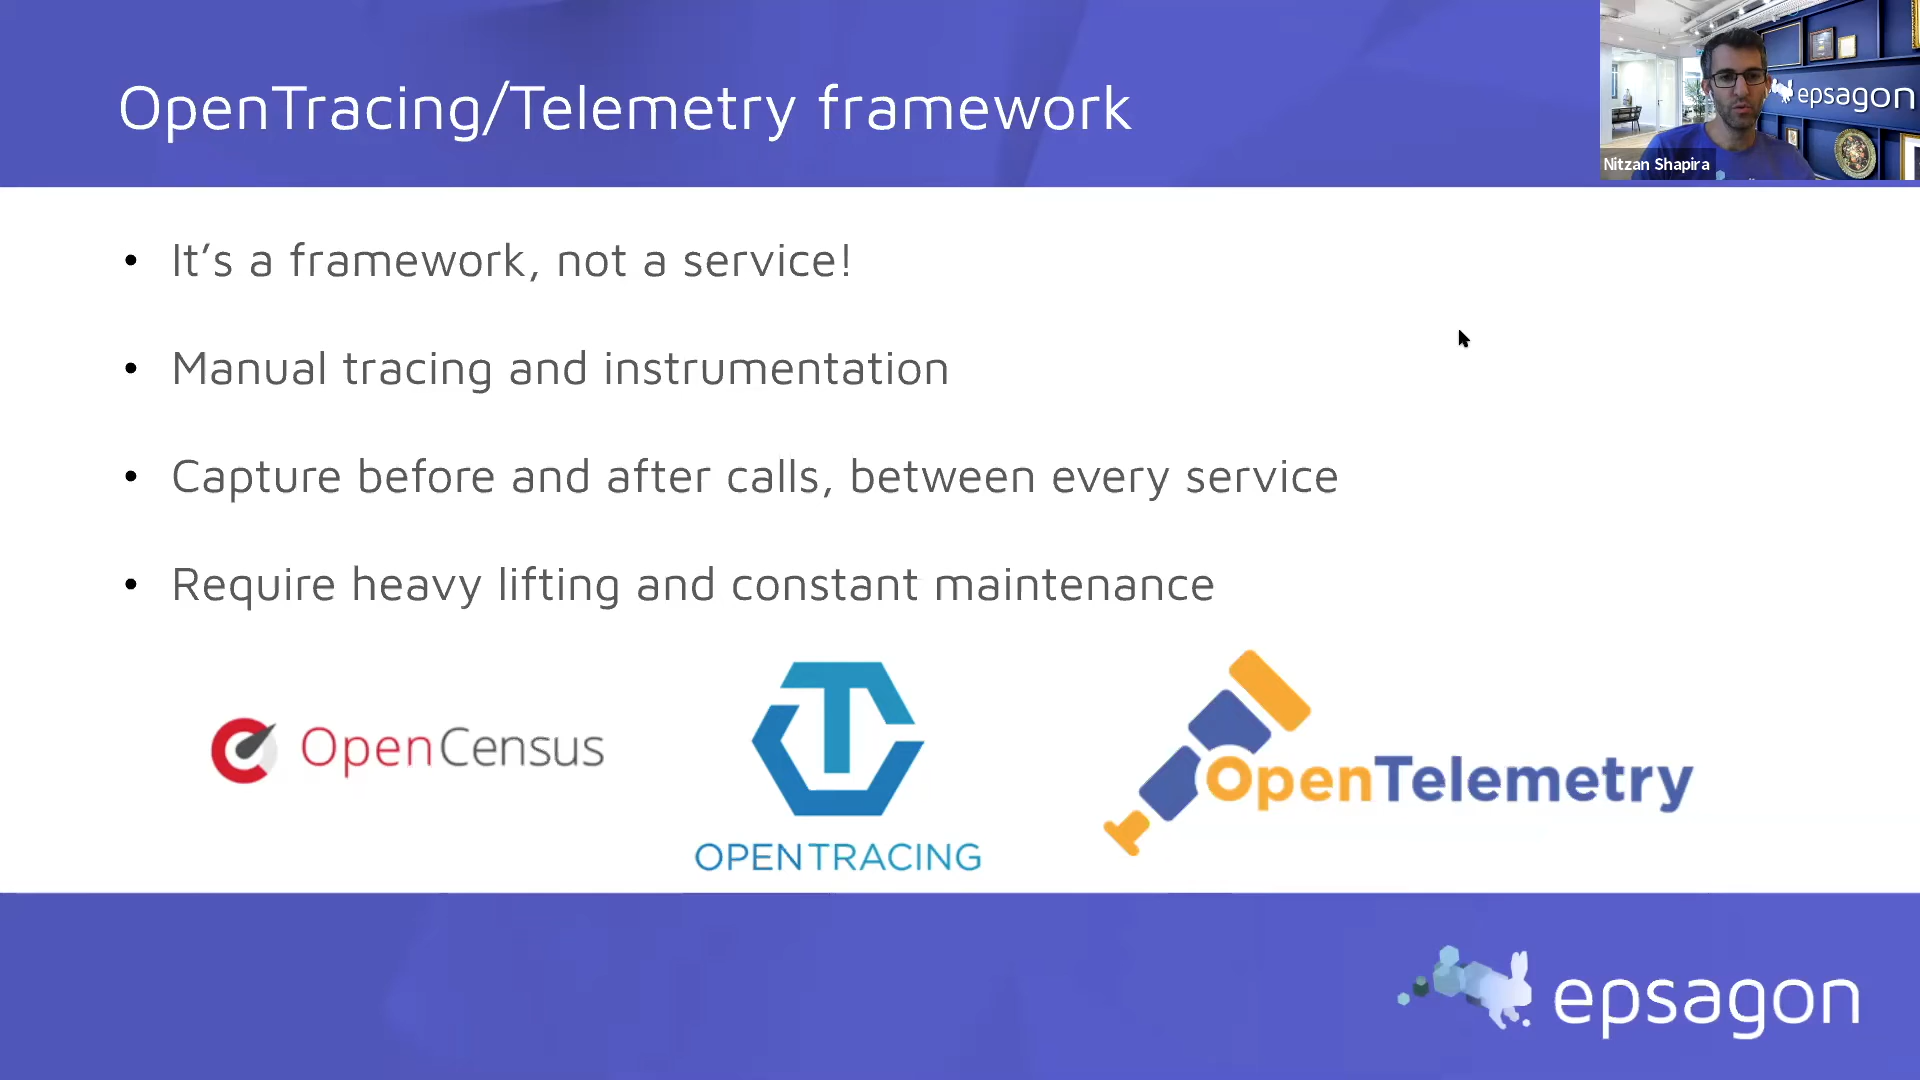 OpenTracing/Telemetry framework
epsagon
Nitzan Shapira
• It’s a framework, not a service!
• Manual tracing and instrumentation
• Capture before and after calls, between every service
• Require heavy lifting and constant maintenance
OpenCensus
OPENTRACING
OpenTelemetry
epsagon